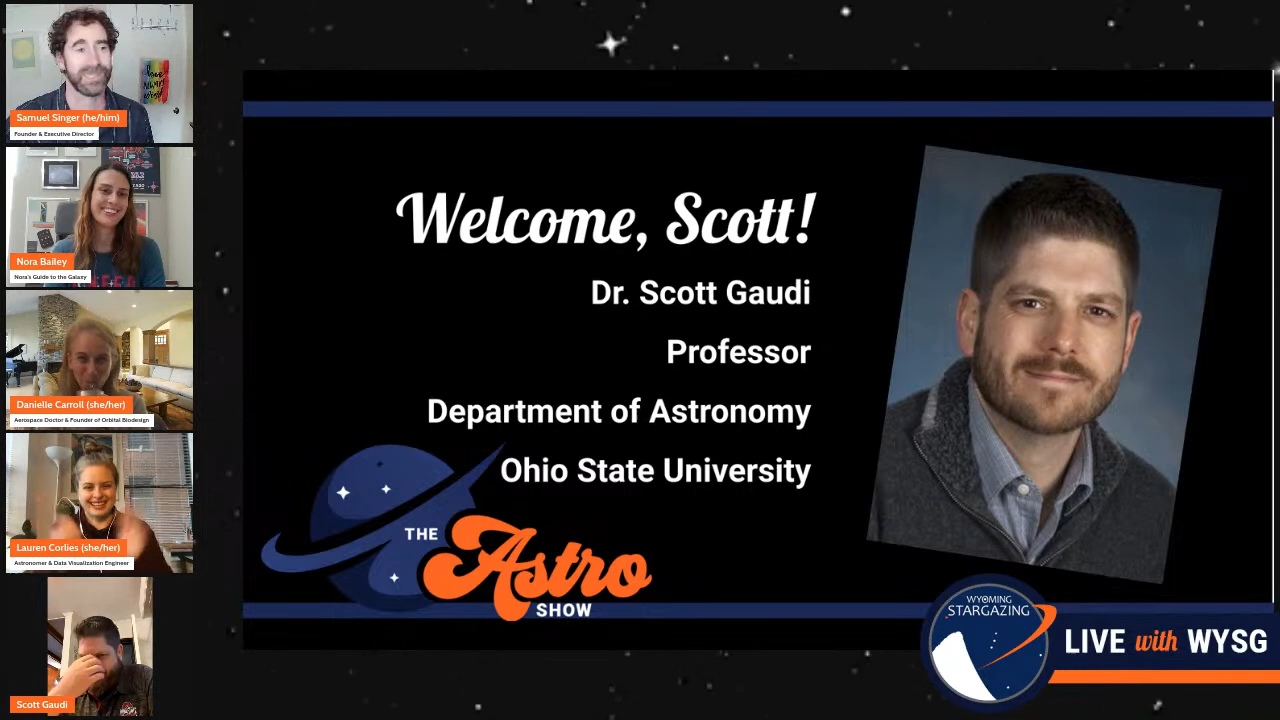 Samuel Singer (he/him)
Founder & Executive Director
Nora Bailey
Nora's Guide to the Galaxy
Danielle Carroll (she/her)
Aerospace Doctor & Founder of Orbital Biodesign
Lauren Corlies (she/her)
Astronomer & Data Visualization Engineer
Scott Gaudi
Welcome, Scott!
Dr. Scott Gaudi
Professor
Department of Astronomy
Ohio State University
THE
Astro
SHOW
WYOMING
STARGAZING
LIVE with WYSG